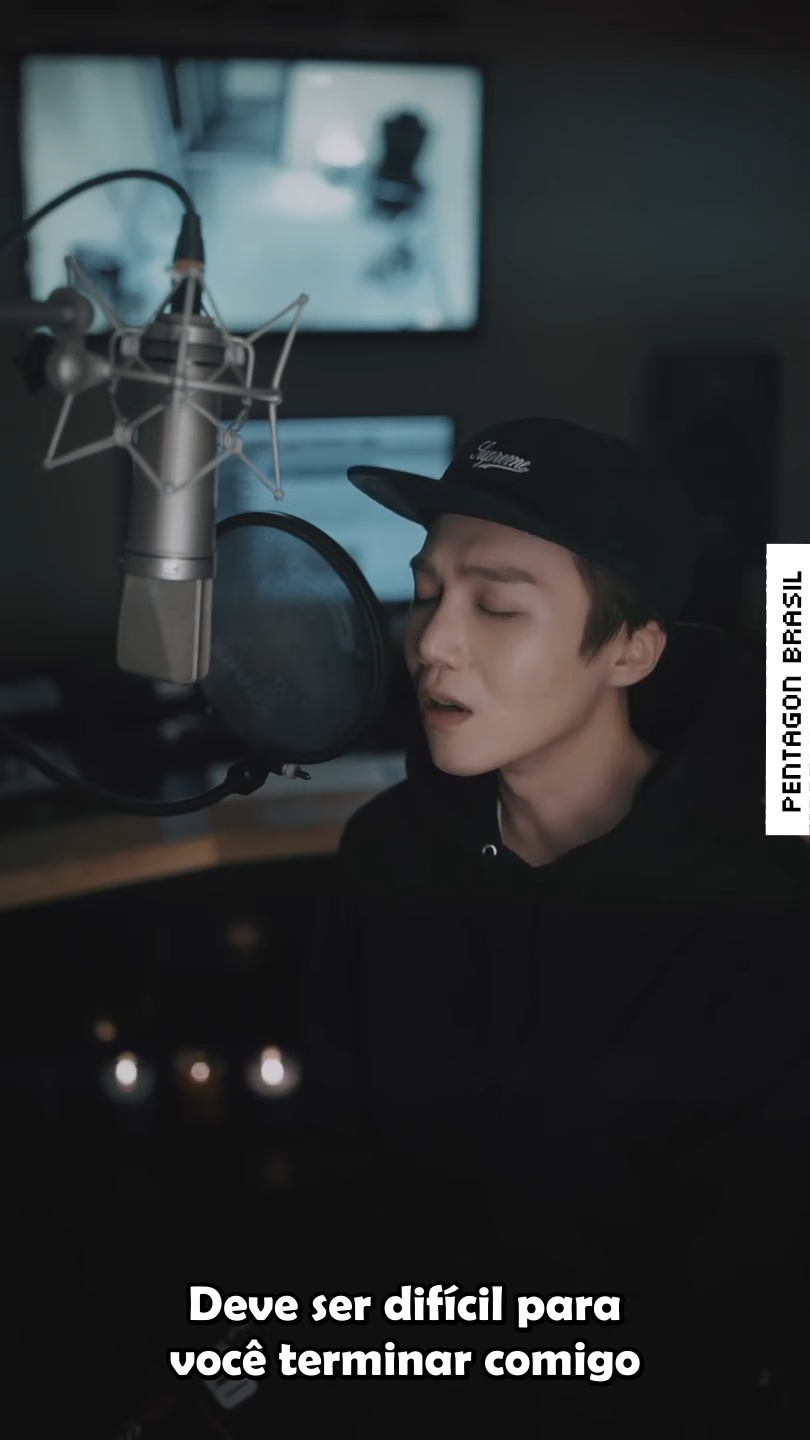 Supreme
PENTAGON BRASIL
Deve ser difícil para
você terminar comigo